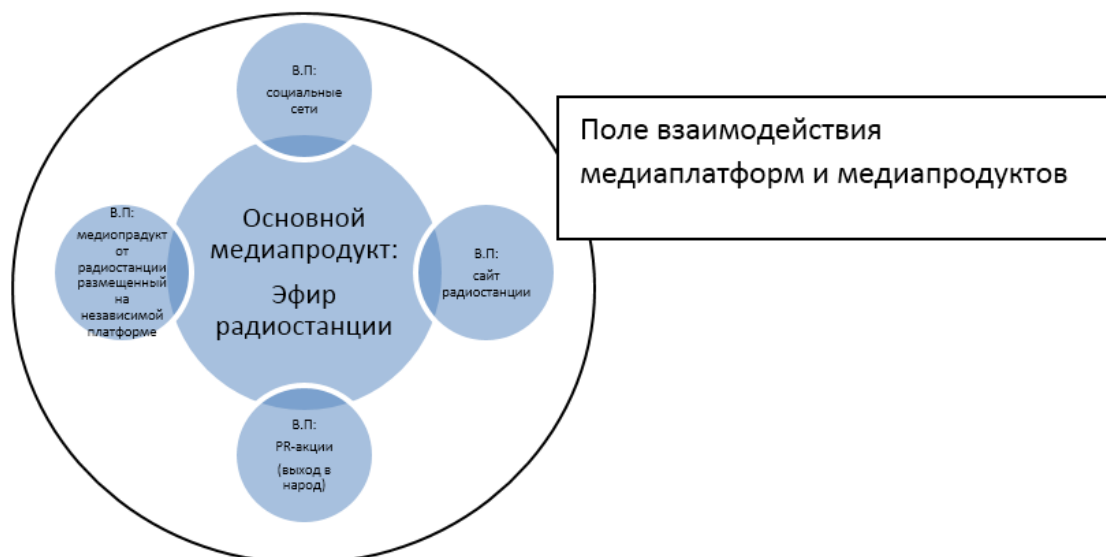 В.П:
социальные
сети
Поле взаимодействия
медиаплатформ и медиапродуктов
В.П:
медиопрадукт
от
радиостанции
размещенный
на
независимой
платформе
Основной
медиапродукт:
Эфир
радиостанции
В.П:
сайт
радиостанции
В.П:
PR-акции
(выход в
народ)